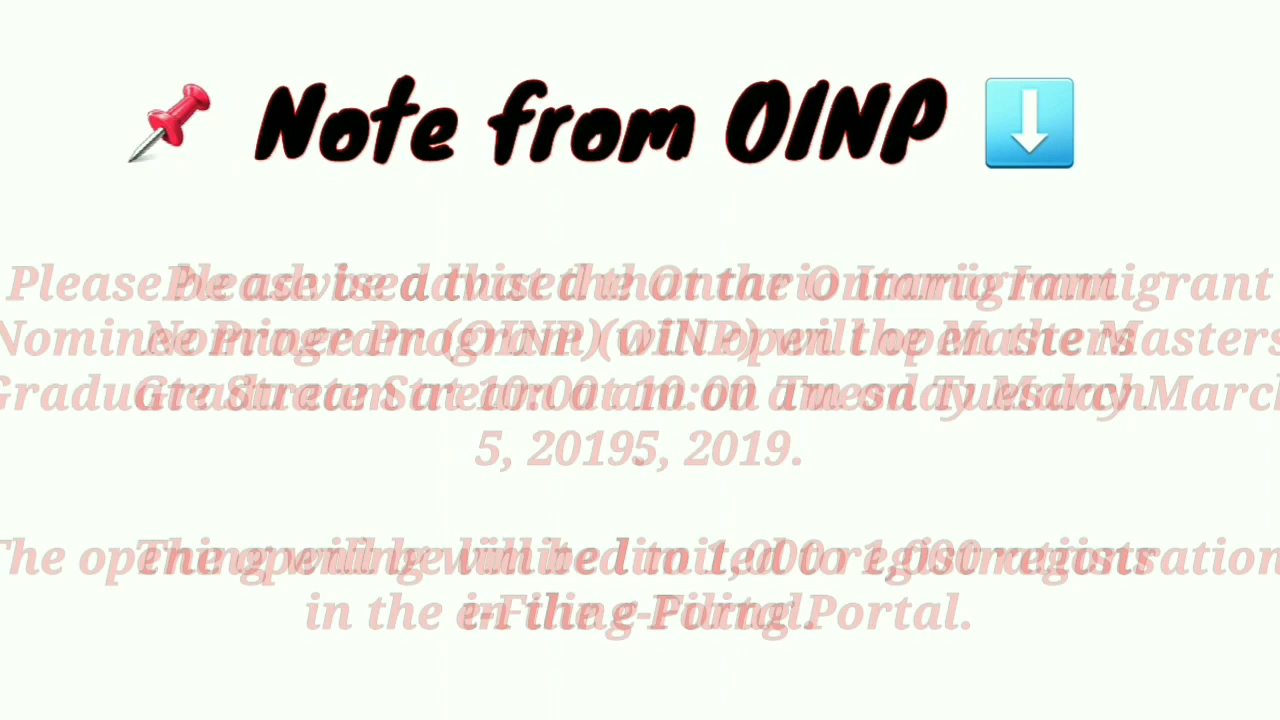 Note from OINP
Please be advised that the Ontario Immigrant
Nominee Program (OINP) will open the Masters
Graduate Stream at 10:00 am on Tuesday March
5, 2019.
The opening will be limited to 1,000 registrations
in the e-Filing Portal.